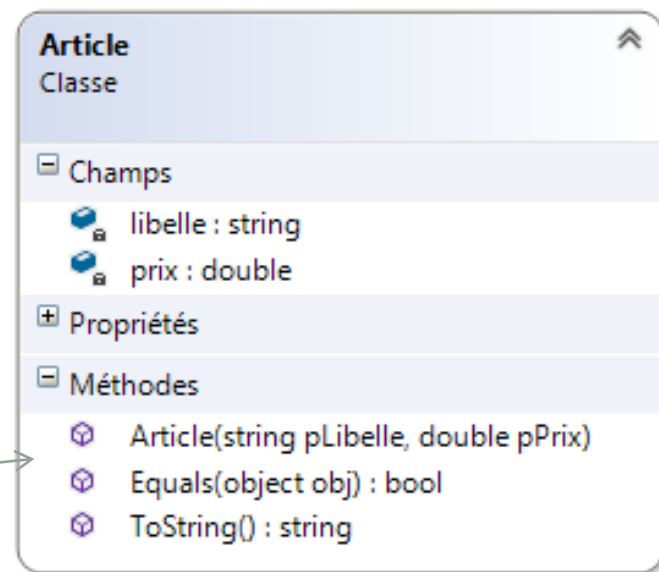 Article
Classe
Champs
libelle : string
prix : double
Propriétés
Méthodes
Article(string pLibelle, double pPrix)
Equals(object obj) : bool
ToString() : string